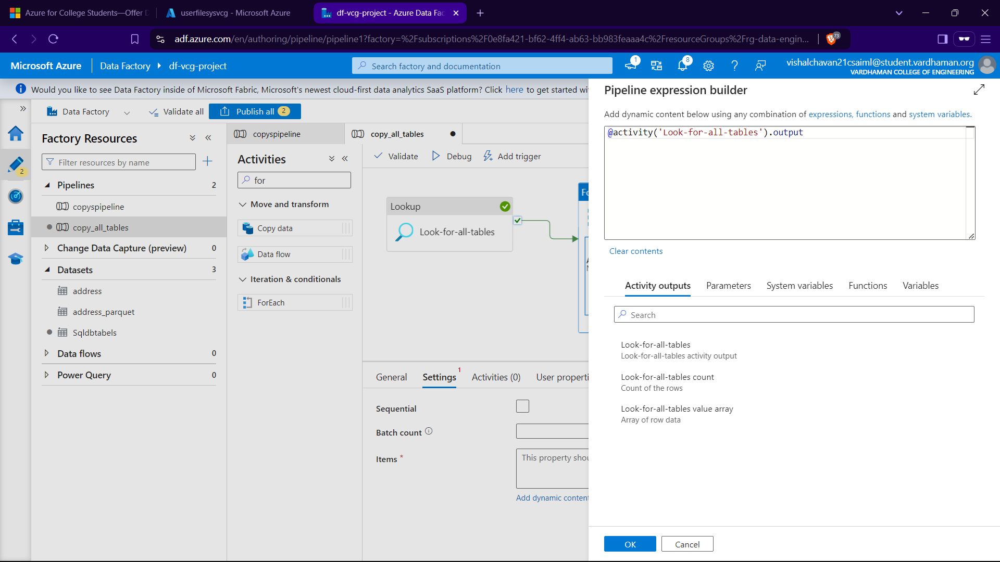 Azure for College Students—Offer D
userfilesysvcg - Microsoft Azure
df-vcg-project - Azure Data Fac
adf.azure.com/en/authoring/pipeline/pipeline1?factory=%2Fsubscriptions%2F0e8fa421-bf62-4ff4-ab63-bb983feaaa4c%2FresourceGroups%2Frg-data-engin...
73
Microsoft Azure
Data Factory
df-vcg-project
Search factory and documentation
1
8
vishalchavan21csaiml@student.vardhaman.org
VARDHAMAN COLLEGE OF ENGINEERING
Would you like to see Data Factory inside of Microsoft Fabric, Microsoft's newest cloud-first data analytics SaaS platform? Click here to get started wi
Data Factory
Validate all
Publish all 2
2
Factory Resources
Filter resources by name
Pipelines 2
copyspipeline
copy_all_tables
Change Data Capture (preview) 0
Datasets 3
address
address_parquet
Sqldbtabels
Data flows 0
Power Query 0
copyspipeline
copy_all_tables
Activities
for
Move and transform
Copy data
Data flow
Iteration & conditionals
ForEach
Validate
Debug
Add trigger
Lookup
Look-for-all-tables
Fo
General
Settings 1
Activities (0)
User properti
Sequential
Batch count
Items *
This property shou
Add dynamic content
Pipeline expression builder
Add dynamic content below using any combination of expressions, functions and system variables.
@activity('Look-for-all-tables').output
Clear contents
Activity outputs
Parameters
System variables
Functions
Variables
Search
Look-for-all-tables
Look-for-all-tables activity output
Look-for-all-tables count
Count of the rows
Look-for-all-tables value array
Array of row data
OK
Cancel